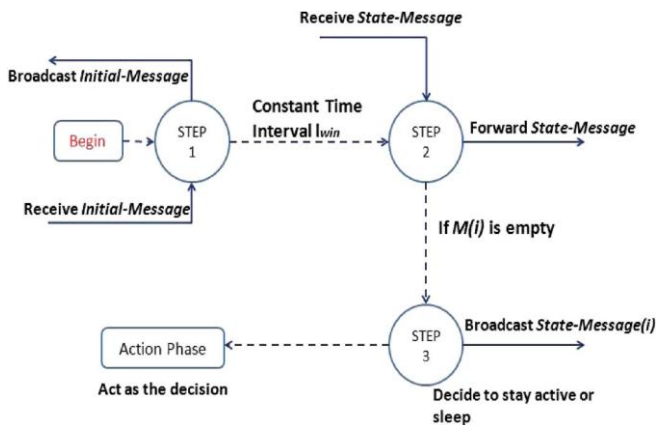 Receive State-Message
Broadcast Initial-Message
Constant Time
Interval lwin
Begin
STEP
1
STEP
2
Forward State-Message
Receive Initial-Message
If M(i) is empty
Action Phase
STEP
3
Broadcast State-Message(i)
Act as the decision
Decide to stay active or
sleep